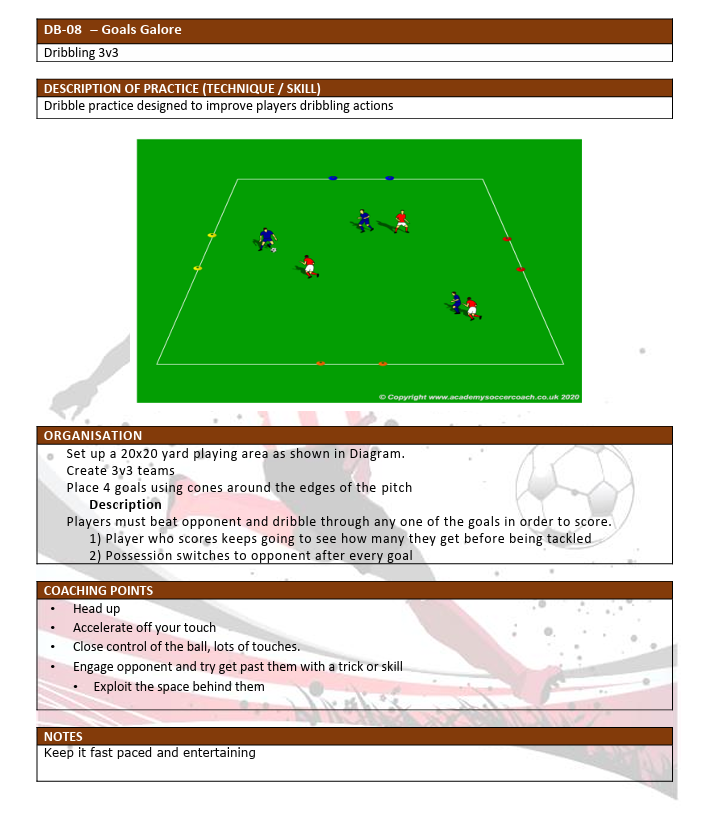 DB-08 – Goals Galore
Dribbling 3v3
DESCRIPTION OF PRACTICE (TECHNIQUE / SKILL)
Dribble practice designed to improve players dribbling actions
© Copyright www.academysoccercoach.co.uk 2020
ORGANISATION
Set up a 20x20 yard playing area as shown in Diagram.
Create 3v3 teams
Place 4 goals using cones around the edges of the pitch
Description
Players must beat opponent and dribble through any one of the goals in order to score.
1) Player who scores keeps going to see how many they get before being tackled
2) Possession switches to opponent after every goal
COACHING POINTS
• Head up
• Accelerate off your touch
• Close control of the ball, lots of touches.
• Engage opponent and try get past them with a trick or skill
• Exploit the space behind them
NOTES
Keep it fast paced and entertaining